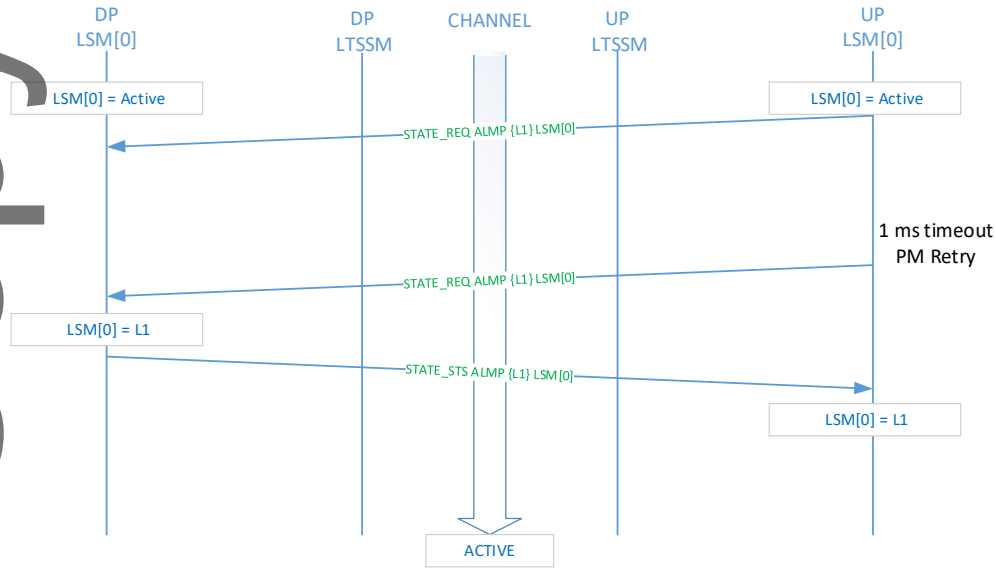 DP
LSM[0]
DP
LTSSM
CHANNEL
UP
LTSSM
UP
LSM[0]
LSM[0] = Active
LSM[0] = Active
STATE_REQ ALMP {L1} LSM[0]
1 ms timeout
PM Retry
STATE_REQ ALMP {L1} LSM[0]
LSM[0] = L1
STATE_STS ALMP {L1} LSM[0]
LSM[0] = L1
ACTIVE